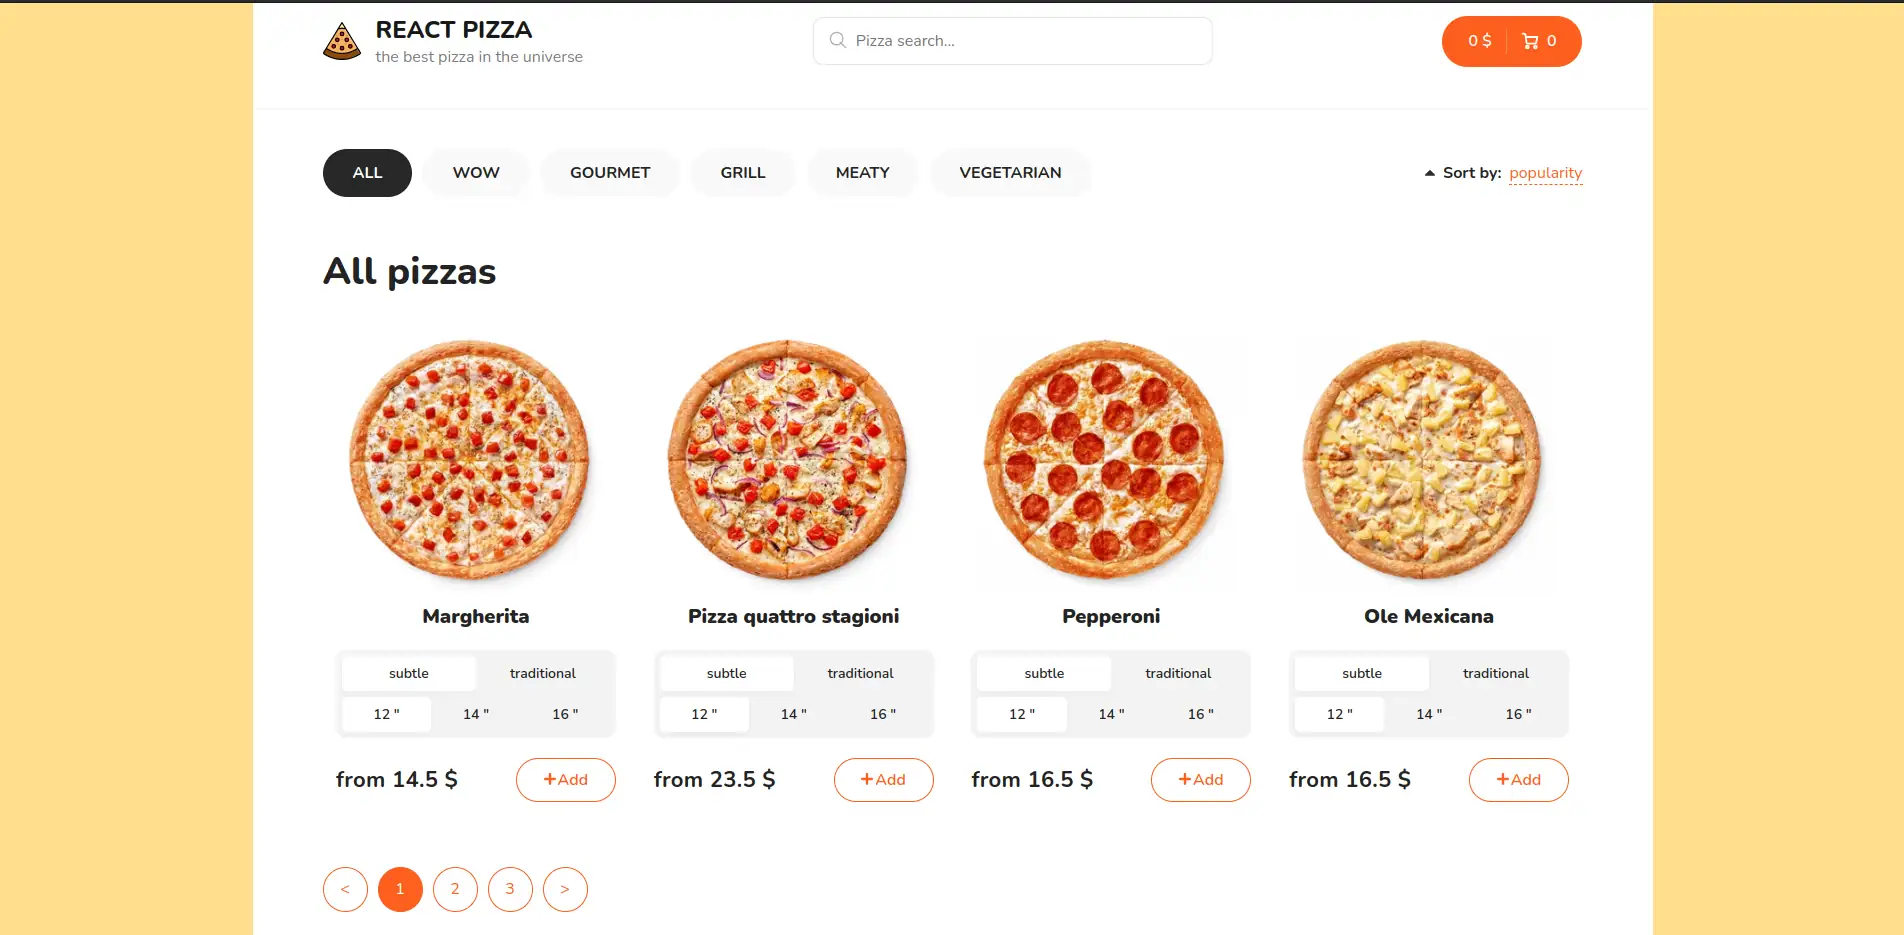 REACT PIZZA
the best pizza in the universe
Pizza search...
0 $ 0
ALL WOW GOURMET GRILL MEATY VEGETARIAN Sort by: popularity
All pizzas
Margherita Pizza quattro stagioni Pepperoni Ole Mexicana
subtle traditional subtle traditional subtle traditional subtle traditional
12 " 14 " 16 " 12 " 14 " 16 " 12 " 14 " 16 " 12 " 14 " 16 "
from 14.5 $ +Add from 23.5 $ +Add from 16.5 $ +Add from 16.5 $ +Add
< 1 2 3 >